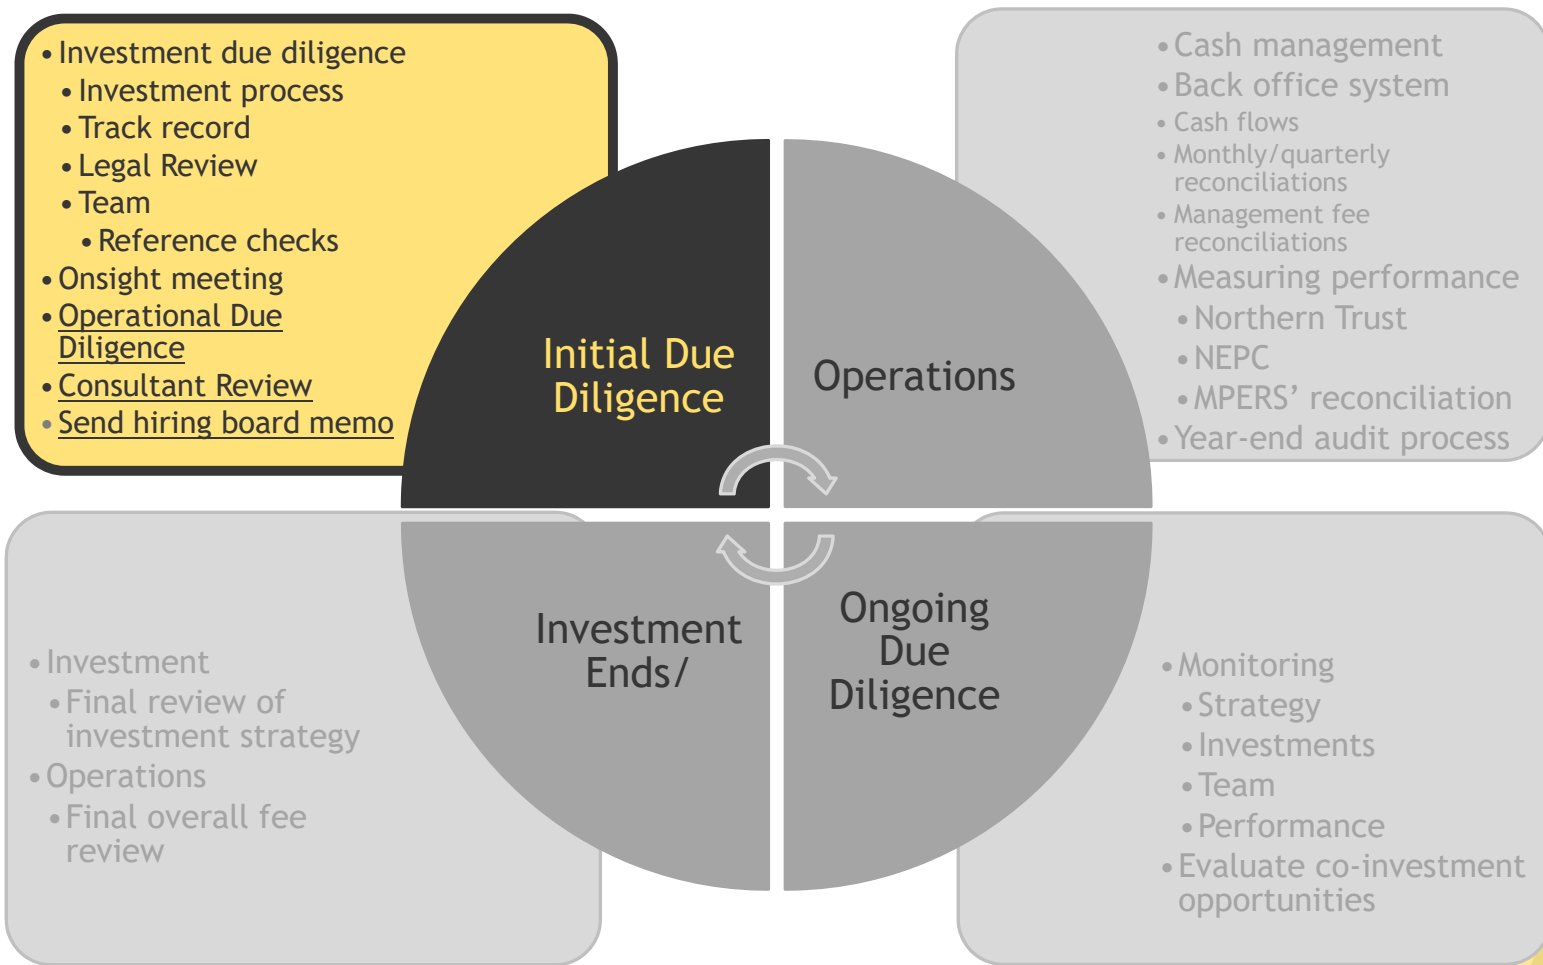 • Investment due diligence
• Investment process
• Track record
• Legal Review
• Team
• Reference checks
• Onsight meeting
• Operational Due
Diligence
• Consultant Review
• Send hiring board memo
Initial Due
Diligence
Operations
• Cash management
• Back office system
• Cash flows
• Monthly/quarterly
reconciliations
• Management fee
reconciliations
• Measuring performance
• Northern Trust
• NEPC
• MPERS’ reconciliation
• Year-end audit process
• Investment
• Final review of
investment strategy
• Operations
• Final overall fee
review
Investment
Ends/
Ongoing
Due
Diligence
• Monitoring
• Strategy
• Investments
• Team
• Performance
• Evaluate co-investment
opportunities